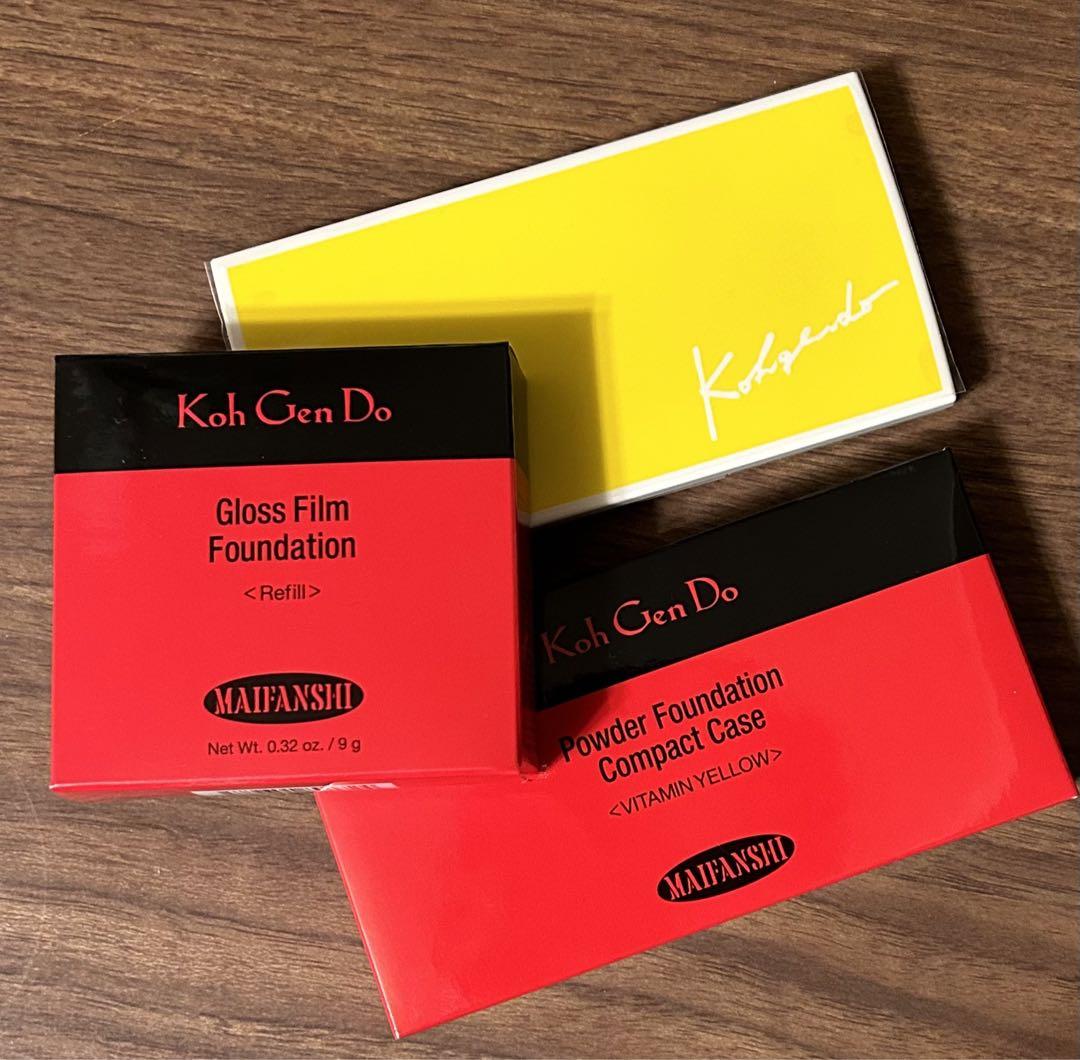 Kohgendo
Koh Gen Do
Gloss Film
Foundation
<Refill>
MAIFANSHI
Net Wt. 0.32 oz. / 9 g
Koh Gen Do
Powder Foundation
Compact Case
<VITAMIN YELLOW>
MAIFANSHI